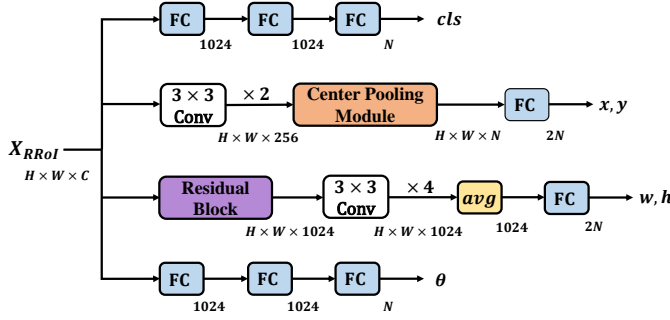 FC FC FC cls
1024 1024 N
3 × 3 Conv × 2 Center Pooling Module FC x, y
H × W × 256 H × W × N 2N
X_RRoI
H × W × C
Residual Block 3 × 3 Conv × 4 avg FC w, h
H × W × 1024 H × W × 1024 1024 2N
FC FC FC θ
1024 1024 N